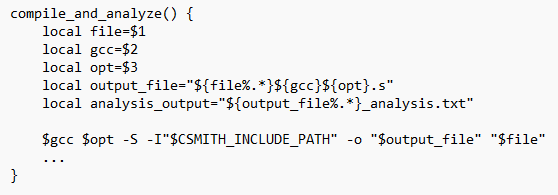 compile_and_analyze() {
    local file=$1
    local gcc=$2
    local opt=$3
    local output_file="${file%.*}${gcc}${opt}.s"
    local analysis_output="${output_file%.*}_analysis.txt"

    $gcc $opt -S -I"$CSMITH_INCLUDE_PATH" -o "$output_file" "$file"
    ...
}